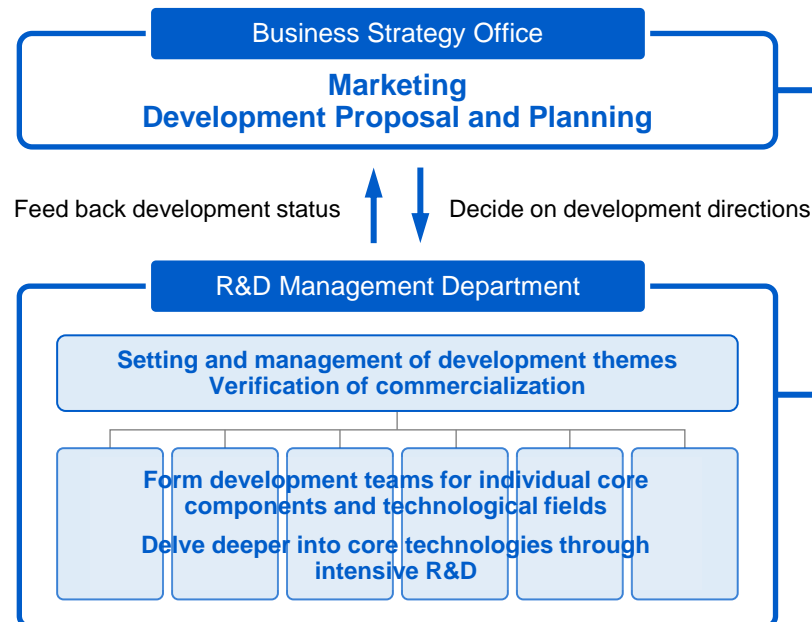 Business Strategy Office
Marketing
Development Proposal and Planning
Feed back development status
Decide on development directions
R&D Management Department
Setting and management of development themes
Verification of commercialization
Form development teams for individual core
components and technological fields
Delve deeper into core technologies through
intensive R&D